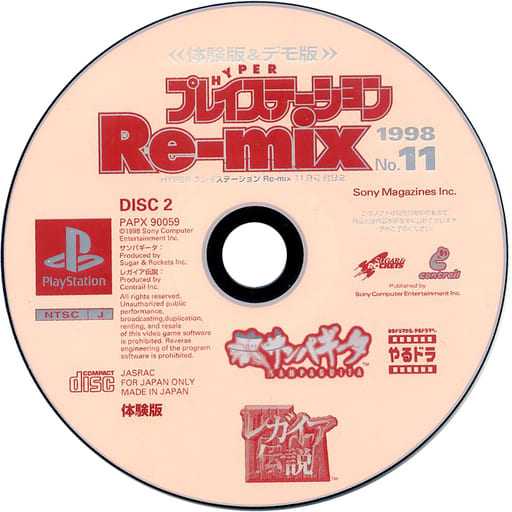 ≪体験版&デモ版≫
HYPER
プレイステーション
Re-mix 1998
No.11
HYPER プレイステーション Re-mix 11月号 付録2
Sony Magazines Inc.
DISC 2
PAPX 90059
©1998 Sony Computer
Entertainment Inc.
サンパギータ:
Produced by
Sugar & Rockets Inc.
レガイア伝説:
Produced by
Contrail Inc.
All rights reserved.
Unauthorized public
performance,
broadcasting,duplication,
renting, and resale
of this video game software
is prohibited. Reverse
engineering of the program
software is prohibited.
PlayStation
NTSC J
COMPACT
disc
JASRAC
FOR JAPAN ONLY
MADE IN JAPAN
体験版
SUGAR&
ROCKETS
contrail
Published by
Sony Computer Entertainment Inc.
サンパギータ
SAMPAGUITA
TM
やるドラ
レガイア
伝説
TM